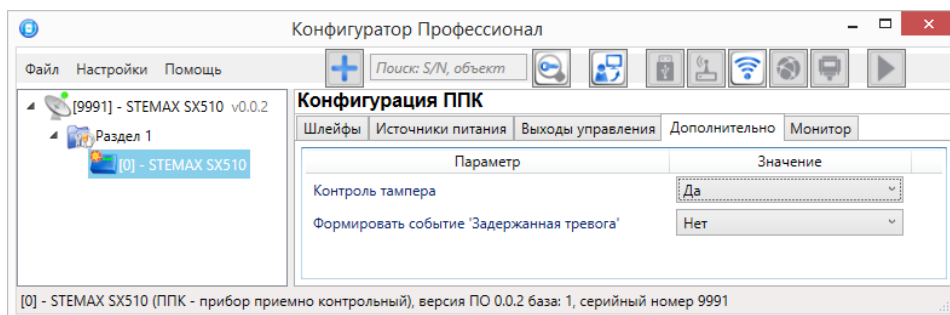 Конфигуратор Профессионал
Файл Настройки Помощь Поиск: S/N, объект
[9991] - STEMAX SX510 v0.0.2
Раздел 1
[0] - STEMAX SX510
Конфигурация ППК
Шлейфы Источники питания Выходы управления Дополнительно Монитор
Параметр Значение
Контроль тампера Да
Формировать событие 'Задержанная тревога' Нет
[0] - STEMAX SX510 (ППК - прибор приемно контрольный), версия ПО 0.0.2 база: 1, серийный номер 9991